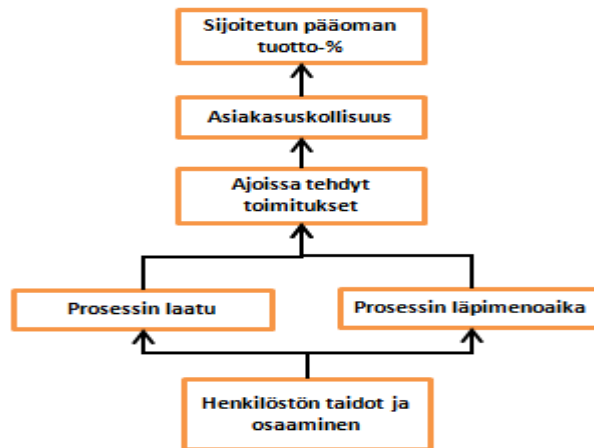 Sijoitetun pääoman
tuotto-%
Asiakasuskollisuus
Ajoissa tehdyt
toimitukset
Prosessin laatu
Prosessin läpimenoaika
Henkilöstön taidot ja
osaaminen